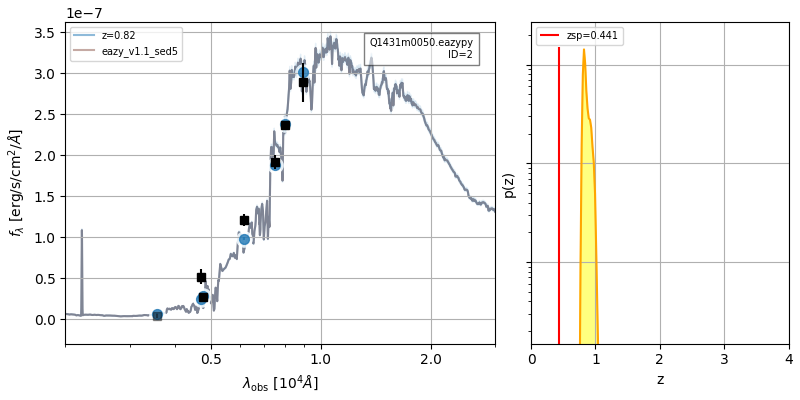 1e−7
z=0.82
eazy_v1.1_sed5
Q1431m0050.eazypy
ID=2
3.5
3.0
2.5
2.0
1.5
1.0
0.5
0.0
fλ [erg/s/cm²/Å]
0.5
1.0
2.0
λobs [10⁴Å]
zsp=0.441
p(z)
0
1
2
3
4
z